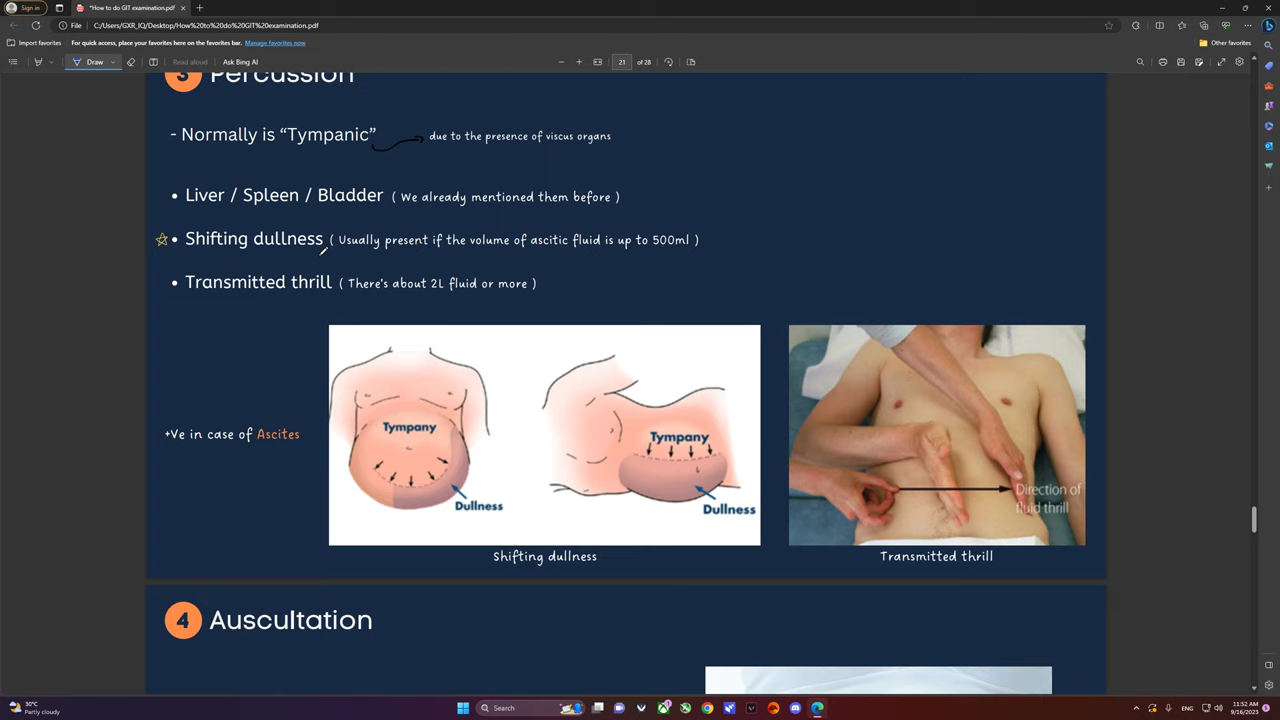 Sign in
*How to do GIT examination.pdf
File
C:/Users/GXR_IQ/Desktop/How%20to%20do%20GIT%20examination.pdf
Import favorites
For quick access, place your favorites here on the favorites bar.
Manage favorites now
Other favorites
Draw
Read aloud
Ask Bing AI
21
of 28
3 Percussion
- Normally is “Tympanic”
due to the presence of viscus organs
• Liver / Spleen / Bladder ( We already mentioned them before )
• Shifting dullness ( Usually present if the volume of ascitic fluid is up to 500ml )
• Transmitted thrill ( There's about 2L fluid or more )
+Ve in case of Ascites
Tympany
Dullness
Tympany
Dullness
Shifting dullness
Direction of
fluid thrill
Transmitted thrill
4 Auscultation
30°C
Partly cloudy
Search
11:52 AM
9/16/2023